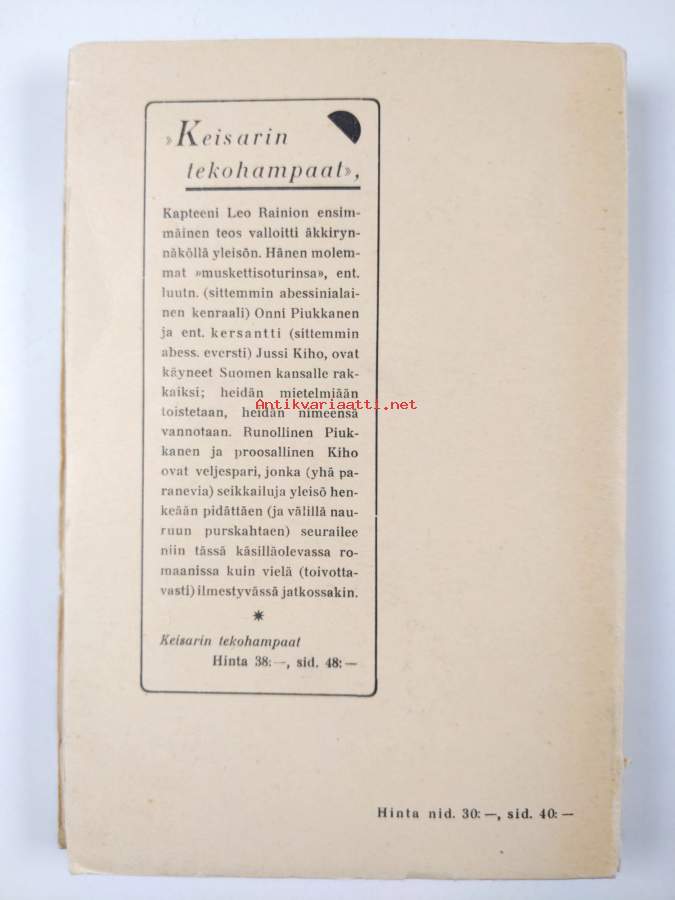 »Keisarin
tekohampaat»,
Kapteeni Leo Rainion ensim-
mäinen teos valloitti äkkiryn-
näköllä yleisön. Hänen molem-
mat »muskettisoturinsa», ent.
luutn. (sittemmin abessinialai-
nen kenraali) Onni Piukkanen
ja ent. kersantti (sittemmin
abess. eversti) Jussi Kiho, ovat
käyneet Suomen kansalle rak-
kaiksi; heidän mietelmiään
toistetaan, heidän nimeensä
Antikvariaatti.net
vannotaan. Runollinen Piuk-
kanen ja proosallinen Kiho
ovat veljespari, jonka (yhä pa-
ranevia) seikkailuja yleisö hen-
keään pidättäen (ja välillä nau-
ruun purskahtaen) seurailee
niin tässä käsilläolevassa ro-
maanissa kuin vielä (toivotta-
vasti) ilmestyvässä jatkossakin.
*
Keisarin tekohampaat
Hinta 38:—, sid. 48:—
Hinta nid. 30:—, sid. 40:—